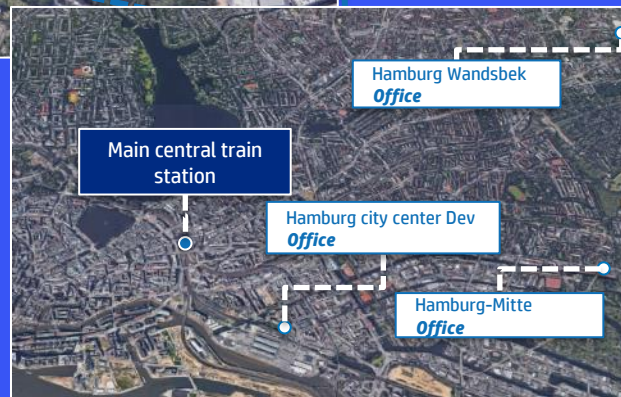 Hamburg Wandsbek
Office
Main central train
station
Hamburg city center Dev
Office
Hamburg-Mitte
Office